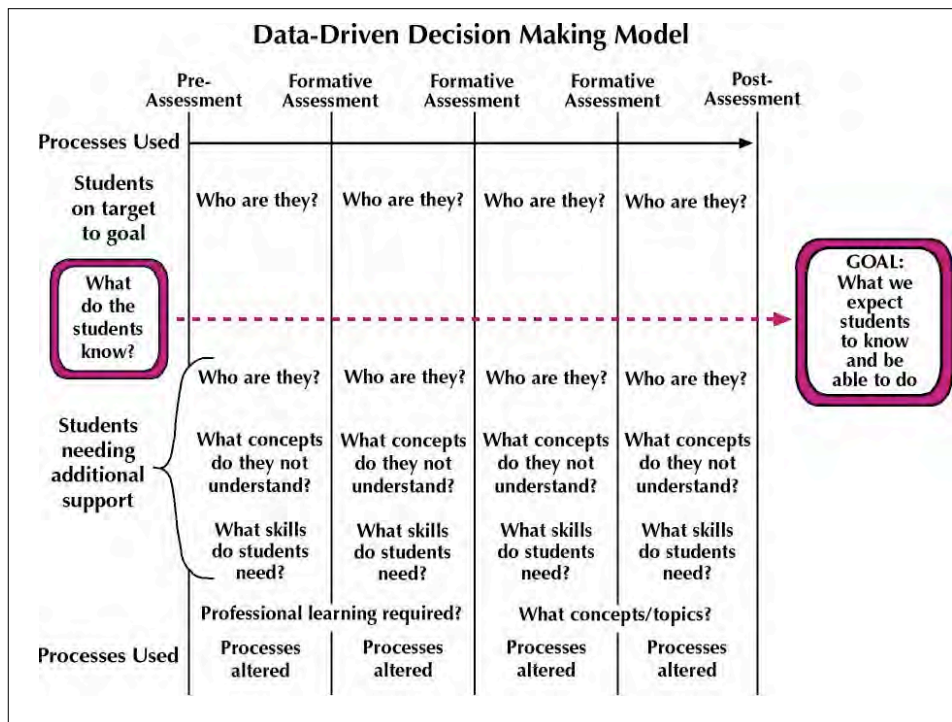 Data-Driven Decision Making Model
Pre-
Assessment
Formative
Assessment
Formative
Assessment
Formative
Assessment
Post-
Assessment
Processes Used
Students
on target
to goal
Who are they?
Who are they?
Who are they?
Who are they?
What
do the
students
know?
GOAL:
What we
expect
students
to know
and be
able to do
Students
needing
additional
support
Who are they?
Who are they?
Who are they?
Who are they?
What concepts
do they not
understand?
What concepts
do they not
understand?
What concepts
do they not
understand?
What concepts
do they not
understand?
What skills
do students
need?
What skills
do students
need?
What skills
do students
need?
What skills
do students
need?
Professional learning required?
What concepts/topics?
Processes Used
Processes
altered
Processes
altered
Processes
altered
Processes
altered